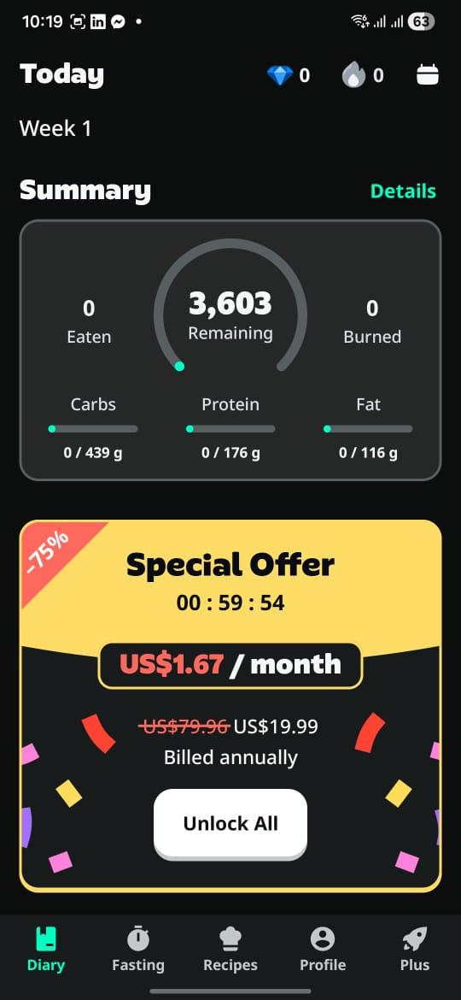 10:19 63
Today 0 0
Week 1
Summary Details
0 Eaten
3,603 Remaining
0 Burned
Carbs Protein Fat
0 / 439 g 0 / 176 g 0 / 116 g
-75%
Special Offer
00 : 59 : 54
US$1.67 / month
US$79.96 US$19.99
Billed annually
Unlock All
Diary Fasting Recipes Profile Plus